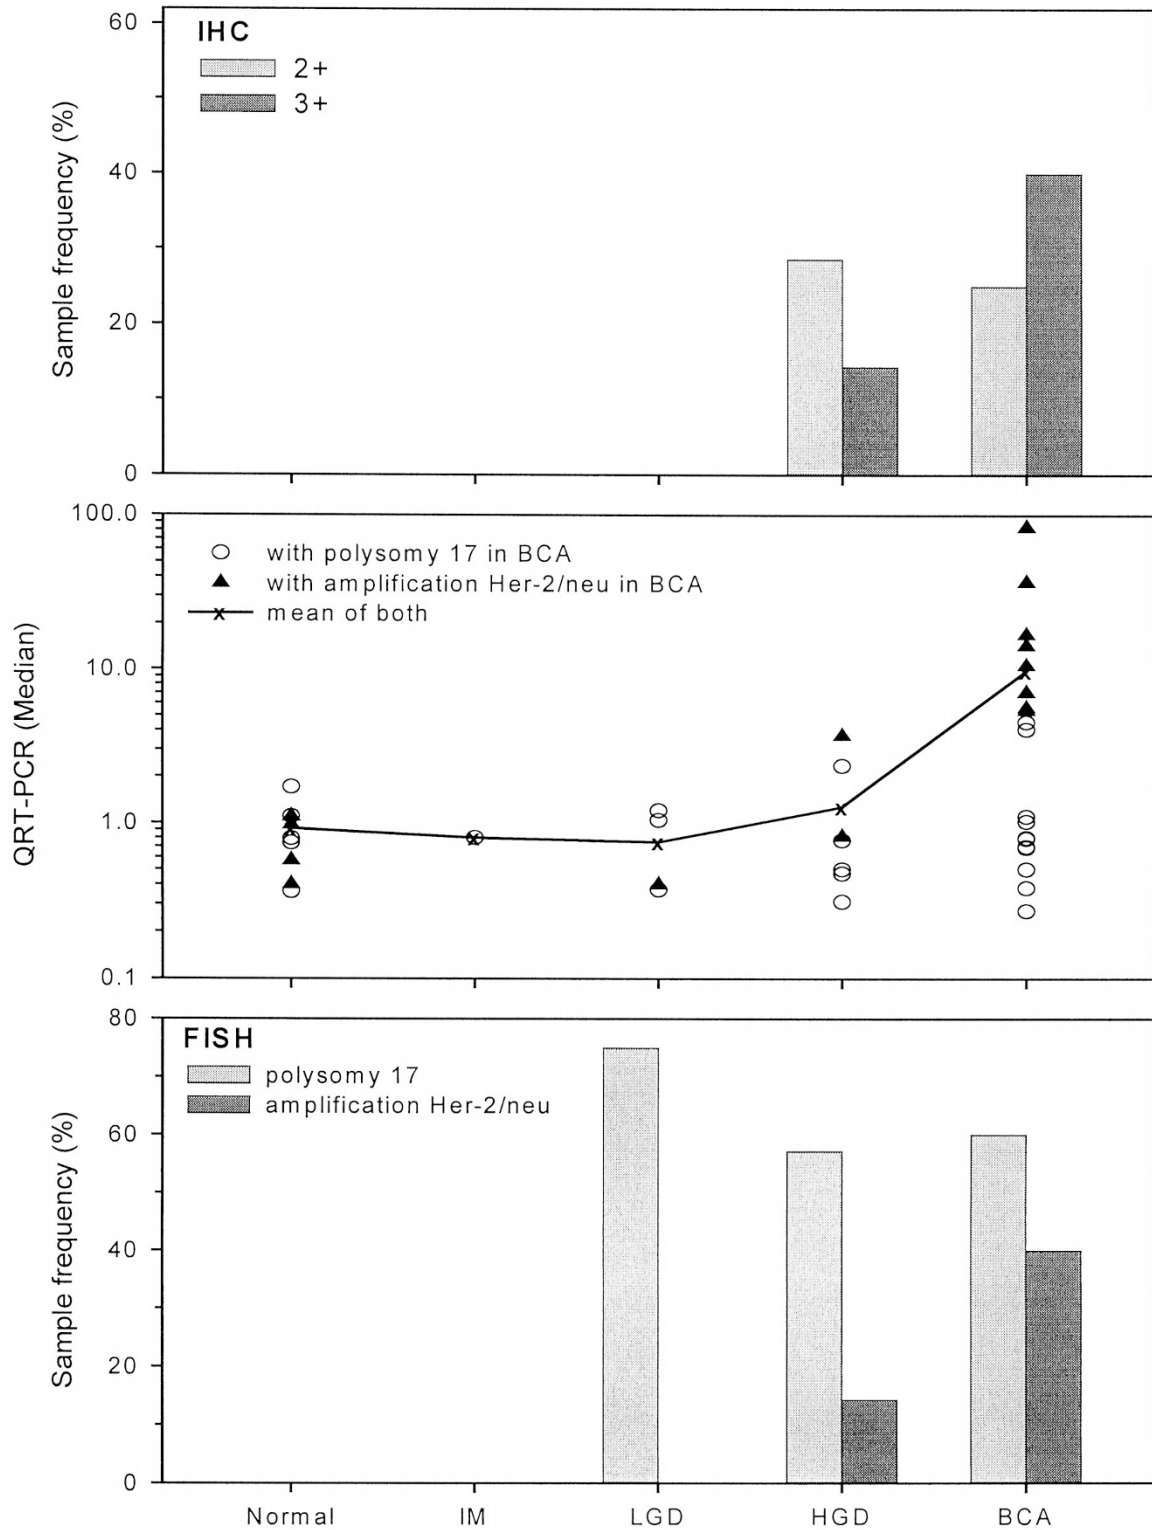 60
IHC
2+
3+
40
20
0
Sample frequency (%)
100.0
with polysomy 17 in BCA
with amplification Her-2/neu in BCA
mean of both
10.0
1.0
0.1
QRT-PCR (Median)
80
FISH
polysomy 17
amplification Her-2/neu
60
40
20
0
Sample frequency (%)
Normal IM LGD HGD BCA